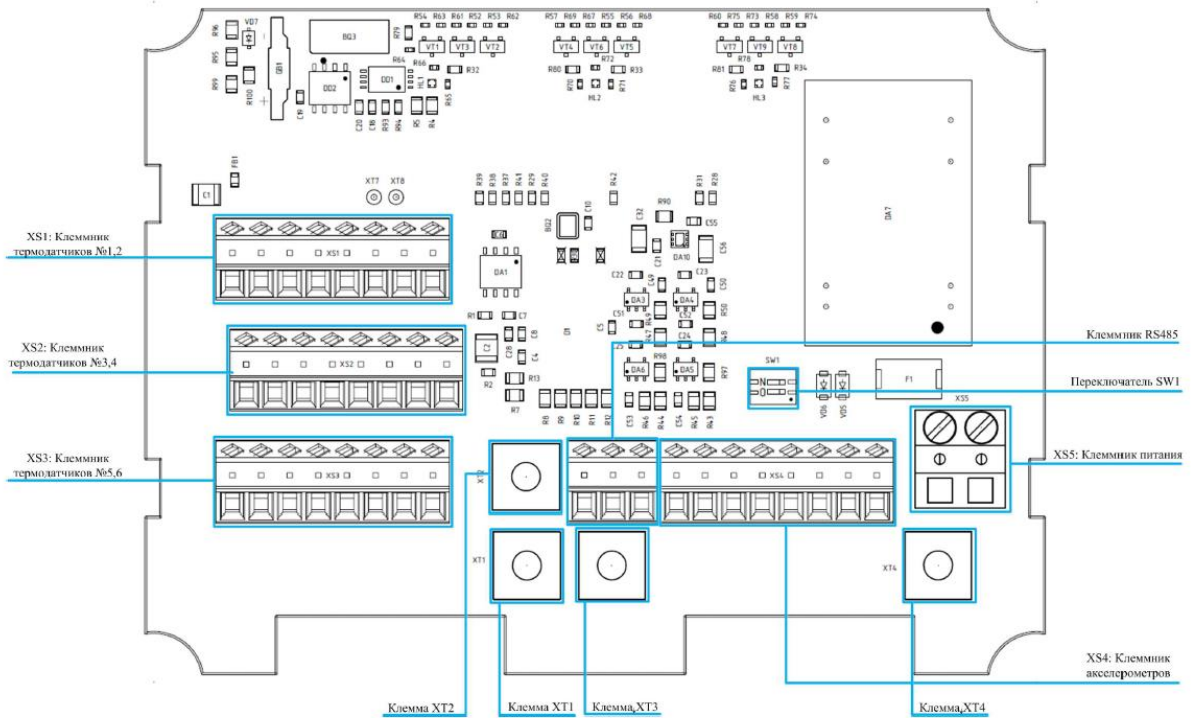 R54 R63 R61 R52 R53 R62
R57 R69 R67 R55 R56 R68
R60 R75 R73 R58 R59 R74
R96
VD7
BQ3
R79
VT1 VT3 VT2
VT4 VT6 VT5
VT7 VT9 VT8
R95
GB1
R64
R66
R32
R80
R72
R33
R81
R78
R34
R99
R100
DD2
DD1
HL1
R65
R70
HL2
R71
R76
HL3
R77
C19
C20 C18 R93 R94 R5 R4
FB1
C1
XT7 XT8
R39 R38 R37 R41 R29 R40
R42
R31 R28
DA7
BQ2
C10
C32
R90
C55
C21
DA10
C56
XS1: Клеммник
термодатчиков №1,2
XS1
DA1
C22
C49
C23
C50
DA3
DA4
R1
C7
C51
R49
C52
R50
XS2: Клеммник
термодатчиков №3,4
XS2
C2
C28
C8
C4
D1
C5
R47
C24
R48
Клеммник RS485
R2
R13
R7
DA6
R98
DA5
R97
SW1
VD6
VD5
F1
XS5
Переключатель SW1
R8 R9 R10 R11 R12 C53 R46 R44 C54 R45 R43
XS3: Клеммник
термодатчиков №5,6
XS3
XS4
XS5: Клеммник питания
XT1
XT4
XS4: Клеммник
акселерометров
Клемма XT2
Клемма XT1
Клемма XT3
Клемма XT4